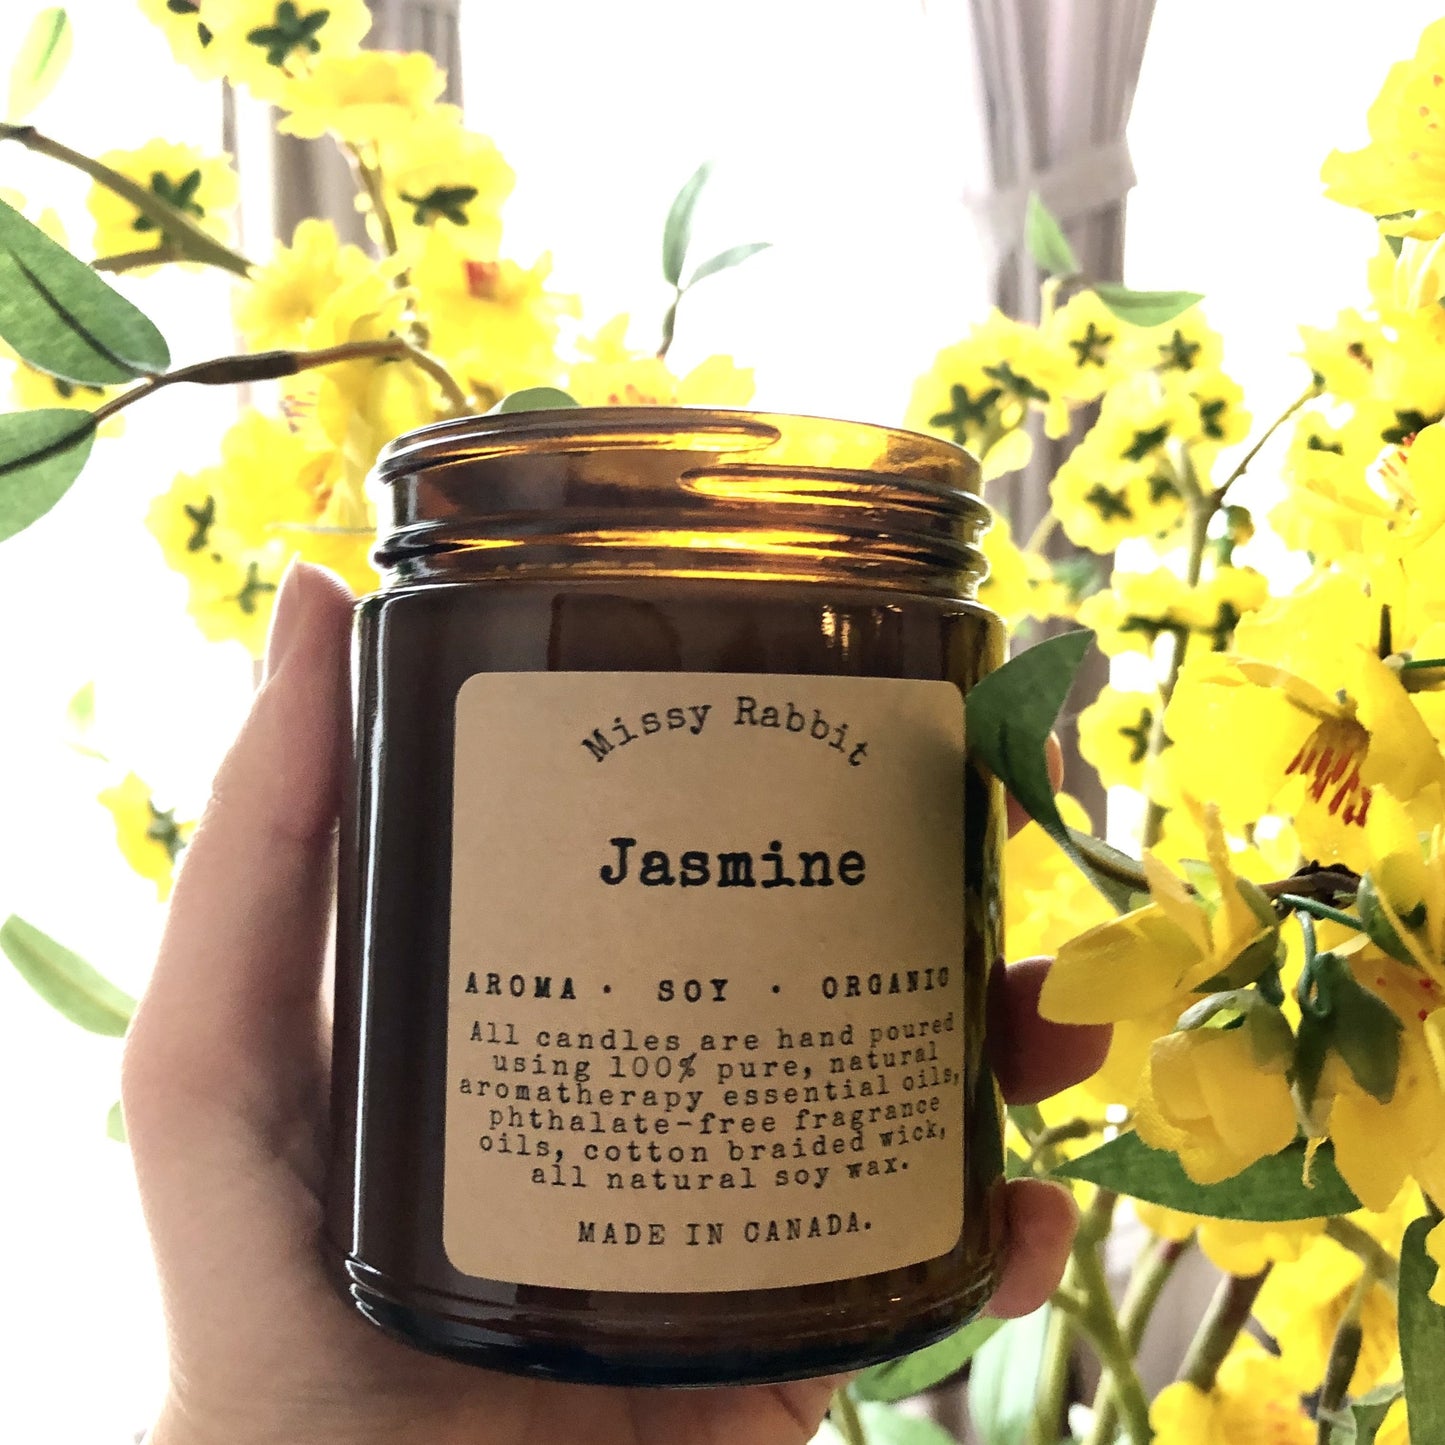 Missy Rabbit
Jasmine
AROMA · SOY · ORGANIC
All candles are hand poured
using 100% pure, natural
aromatherapy essential oils,
phthalate-free fragrance
oils, cotton braided wick,
all natural soy wax.
MADE IN CANADA.